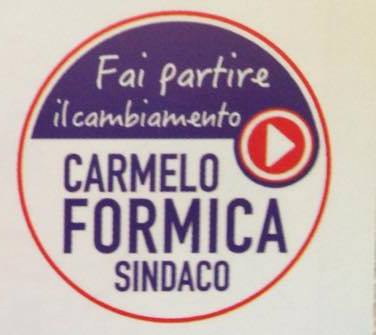 Fai partire
il cambiamento
CARMELO
FORMICA
SINDACO